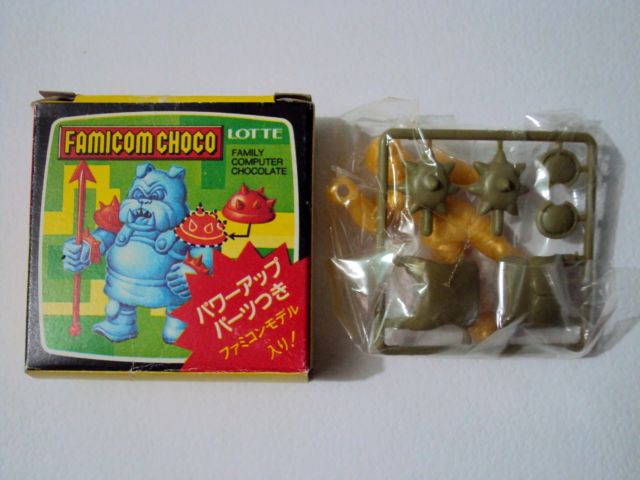 FAMICOM CHOCO
LOTTE
FAMILY
COMPUTER
CHOCOLATE
パワーアップ
パーツつき
ファミコンモデル
入り!